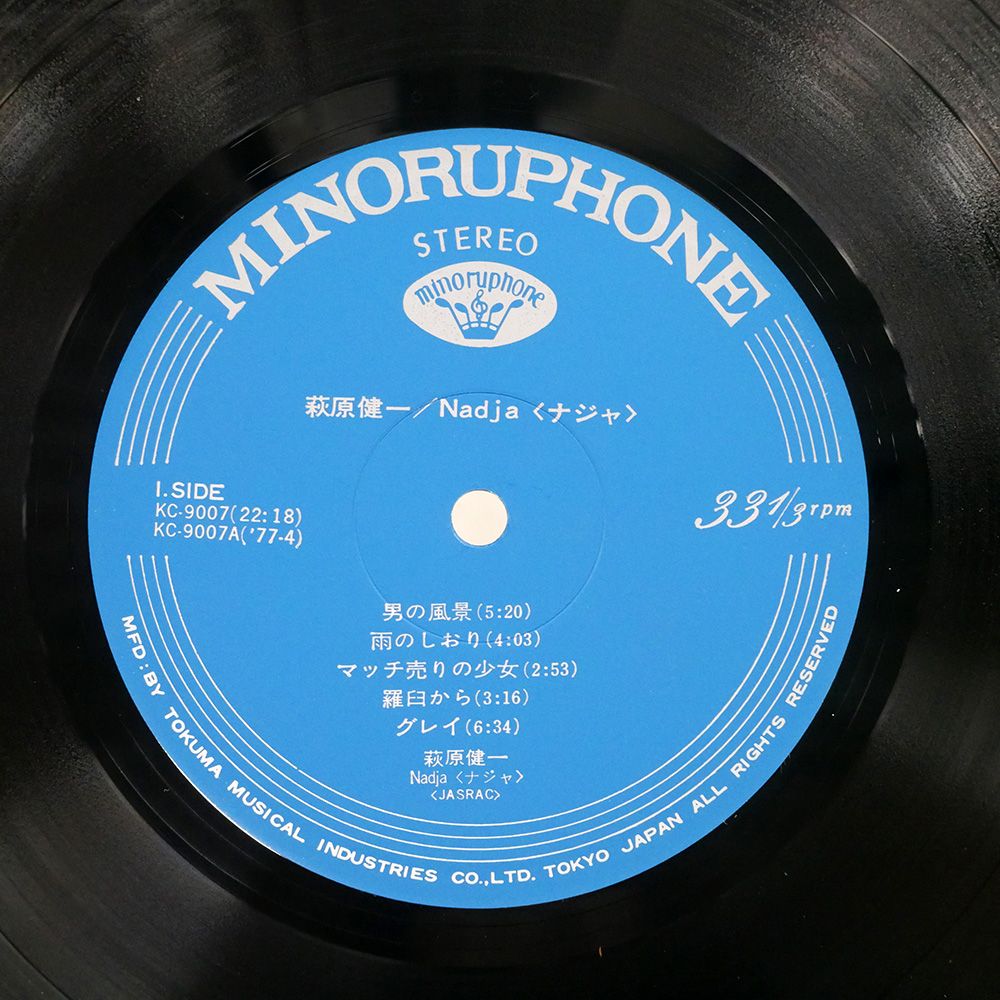 MINORUPHONE
STEREO
minoruphone
萩原健一/Nadja〈ナジャ〉
I.SIDE
KC-9007(22:18)
KC-9007A('77-4)
33 1/3 rpm
男の風景(5:20)
雨のしおり(4:03)
マッチ売りの少女(2:53)
羅臼から(3:16)
グレイ(6:34)
萩原健一
Nadja〈ナジャ〉
〈JASRAC〉
MFD:BY TOKUMA MUSICAL INDUSTRIES CO.,LTD. TOKYO JAPAN ALL RIGHTS RESERVED